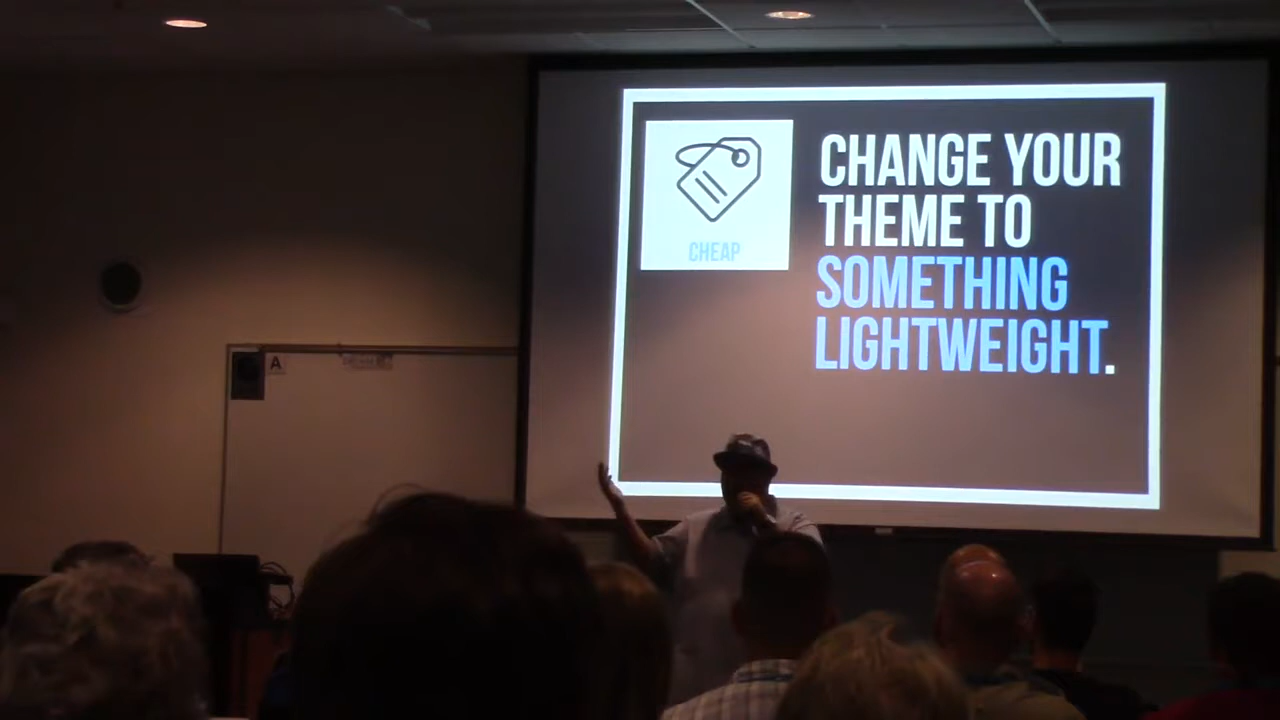 CHANGE YOUR
THEME TO
SOMETHING
LIGHTWEIGHT.
CHEAP
A